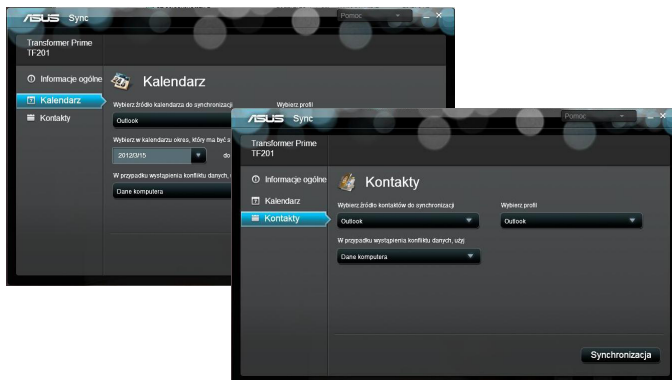 ASUS Sync
Pomoc
Transformer Prime
TF201
Informacje ogólne
Kalendarz
Kontakty
Kalendarz
Wybierz źródło kalendarza do synchronizacji
Wybierz profil
Outlook
Wybierz w kalendarzu okres, który ma być s
2012/3/15
do
W przypadku wystąpienia konfliktu danych,
Dane komputera
ASUS Sync
Pomoc
Transformer Prime
TF201
Informacje ogólne
Kalendarz
Kontakty
Kontakty
Wybierz źródło kontaktów do synchronizacji
Wybierz profil
Outlook
Outlook
W przypadku wystąpienia konfliktu danych, użyj
Dane komputera
Synchronizacja